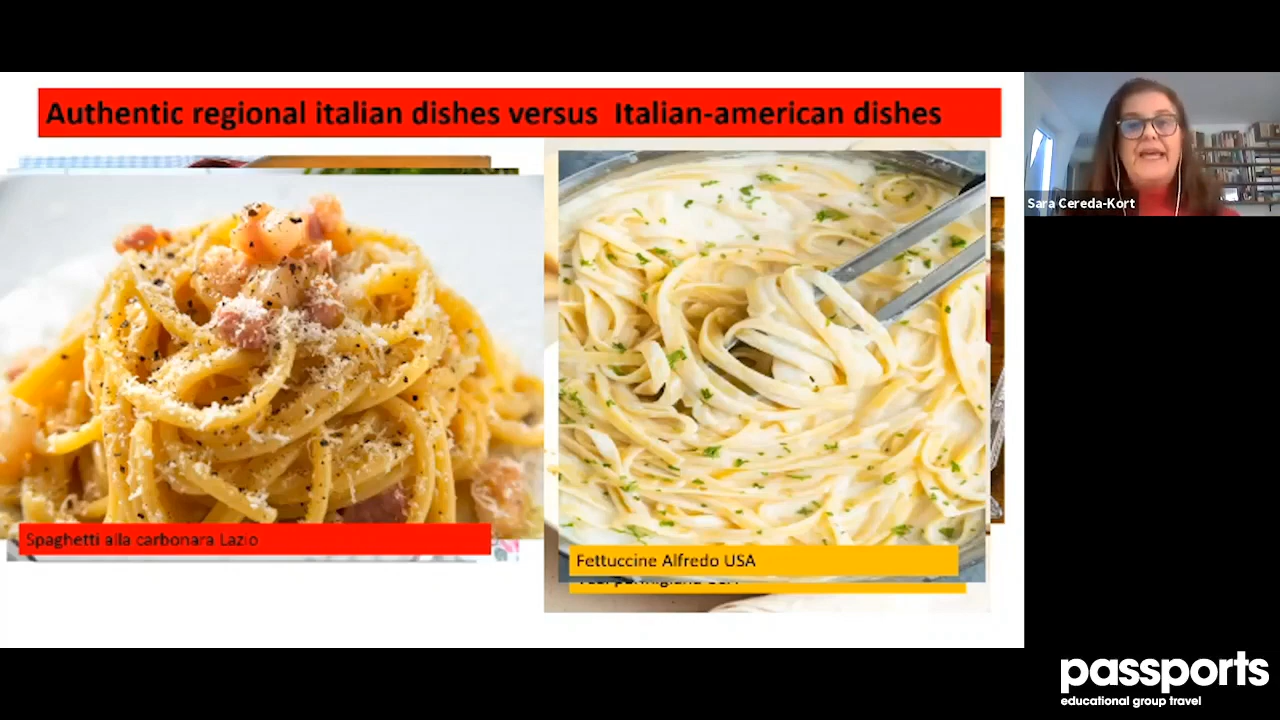 Authentic regional italian dishes versus Italian-american dishes
Sara Cereda-Kort
Spaghetti alla carbonara Lazio
Fettuccine Alfredo USA
passports
educational group travel